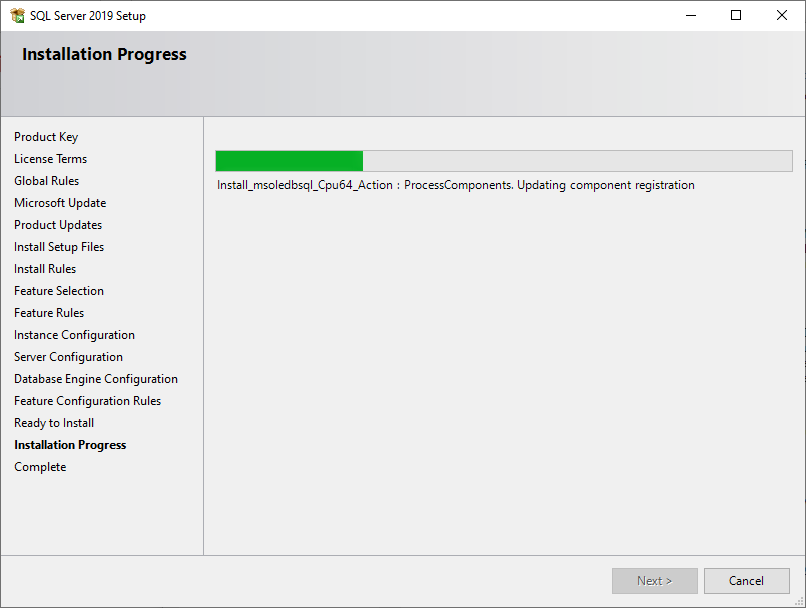 SQL Server 2019 Setup
Installation Progress
Product Key
License Terms
Global Rules
Microsoft Update
Product Updates
Install Setup Files
Install Rules
Feature Selection
Feature Rules
Instance Configuration
Server Configuration
Database Engine Configuration
Feature Configuration Rules
Ready to Install
Installation Progress
Complete
Install_msoledbsql_Cpu64_Action : ProcessComponents. Updating component registration
Next >
Cancel